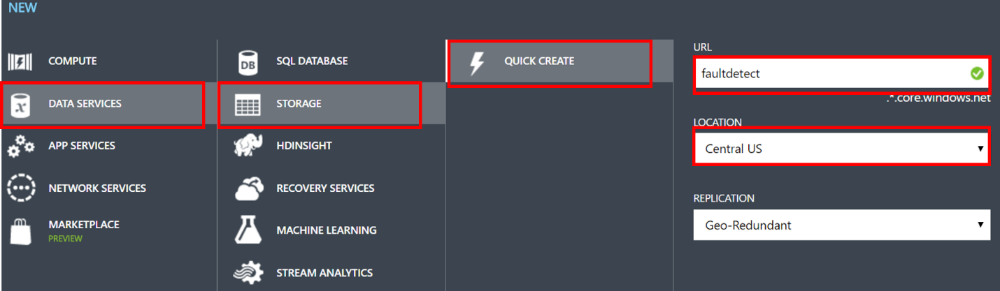 NEW
COMPUTE
DATA SERVICES
APP SERVICES
NETWORK SERVICES
MARKETPLACE
PREVIEW
DB
SQL DATABASE
STORAGE
HDINSIGHT
RECOVERY SERVICES
MACHINE LEARNING
STREAM ANALYTICS
QUICK CREATE
URL
faultdetect
.*.core.windows.net
LOCATION
Central US
REPLICATION
Geo-Redundant